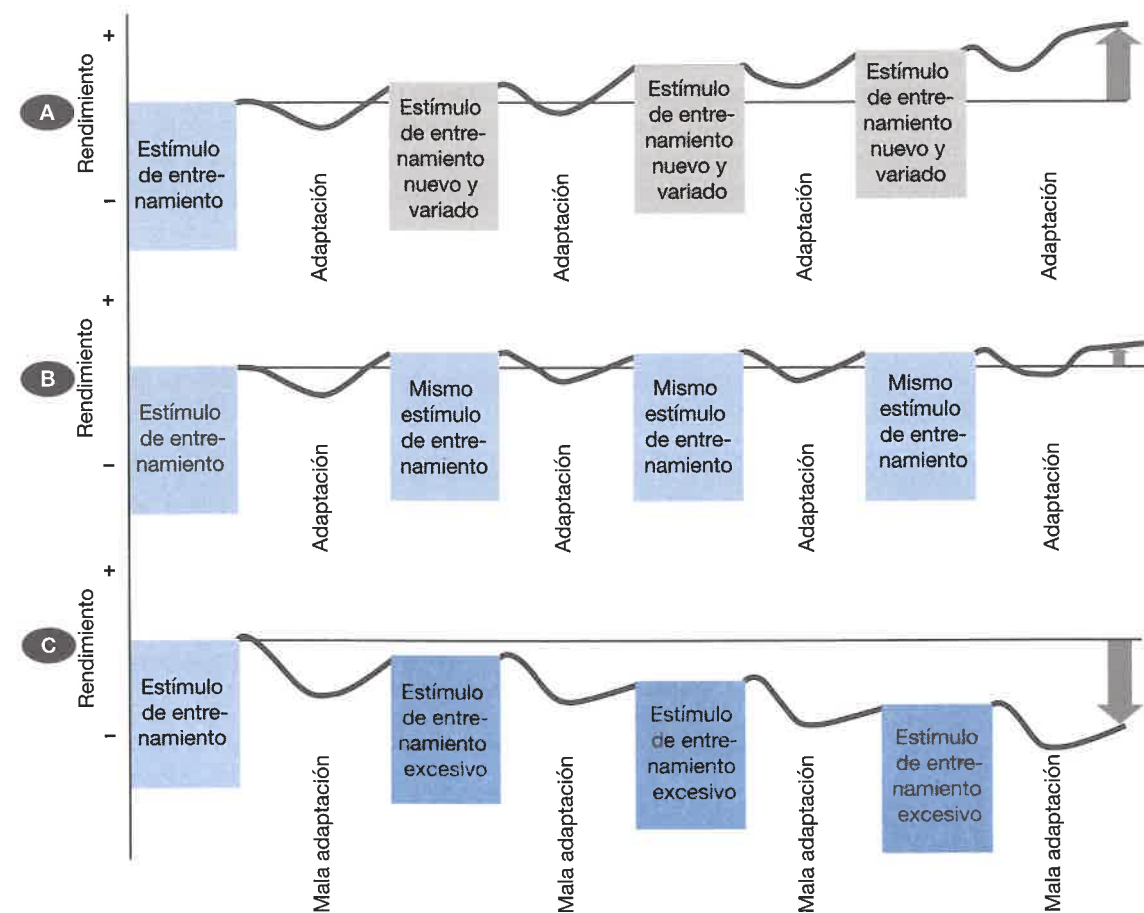 A
Rendimiento
+
–
Estímulo
de entre-
namiento
Adaptación
Estímulo
de entre-
namiento
nuevo y
variado
Adaptación
Estímulo
de entre-
namiento
nuevo y
variado
Adaptación
Estímulo
de entre-
namiento
nuevo y
variado
Adaptación
B
Rendimiento
+
–
Estímulo
de entre-
namiento
Adaptación
Mismo
estímulo
de entre-
namiento
Adaptación
Mismo
estímulo
de entre-
namiento
Adaptación
Mismo
estímulo
de entre-
namiento
Adaptación
C
Rendimiento
+
–
Estímulo
de entre-
namiento
Mala adaptación
Estímulo
de entre-
namiento
excesivo
Mala adaptación
Estímulo
de entre-
namiento
excesivo
Mala adaptación
Estímulo
de entre-
namiento
excesivo
Mala adaptación